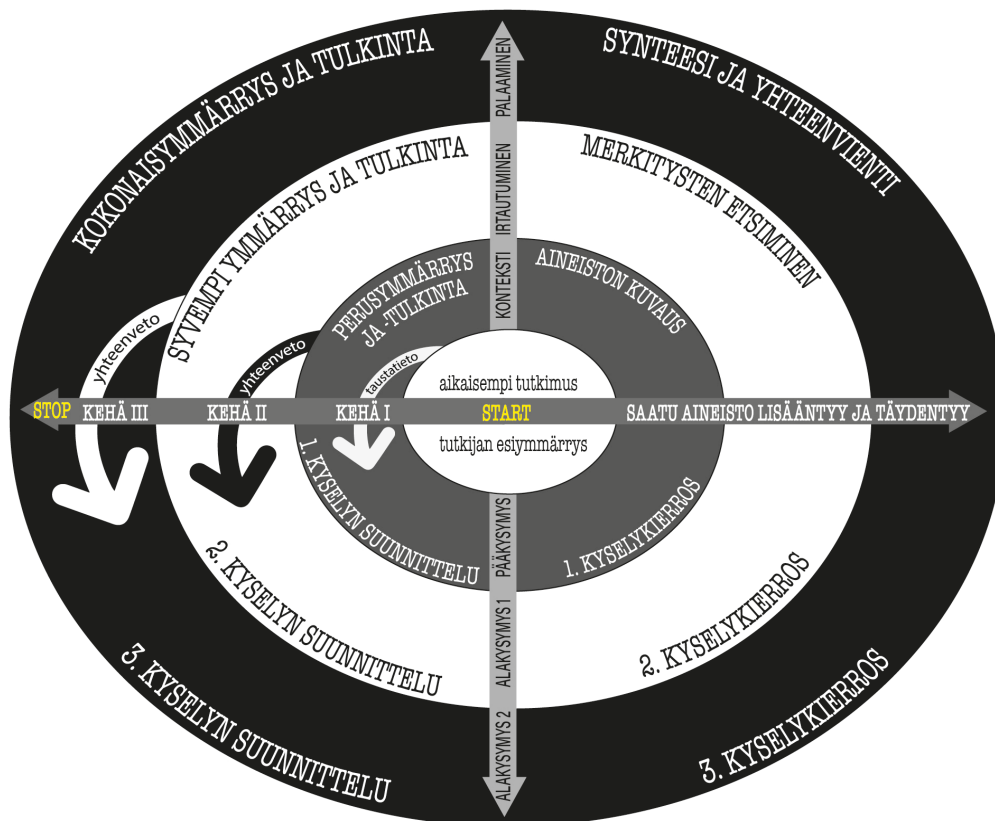 KOKONAISYMMÄRRYS JA TULKINTA
SYNTEESI JA YHTEENVIENTI
PALAAMINEN
SYVEMPI YMMÄRRYS JA TULKINTA
MERKITYSTEN ETSIMINEN
IRTAUTUMINEN
PERUSYMMÄRRYS
JA -TULKINTA
AINEISTON KUVAUS
KONTEKSTI
yhteenveto
yhteenveto
taustatieto
aikaisempi tutkimus
STOP
KEHÄ III
KEHÄ II
KEHÄ I
START
SAATU AINEISTO LISÄÄNTYY JA TÄYDENTYY
tutkijan esiymmärrys
1. KYSELYN SUUNNITTELU
PÄÄKYSYMYS
1. KYSELYKIERROS
2. KYSELYN SUUNNITTELU
ALAKYSYMYS 1
2. KYSELYKIERROS
3. KYSELYN SUUNNITTELU
ALAKYSYMYS 2
3. KYSELYKIERROS